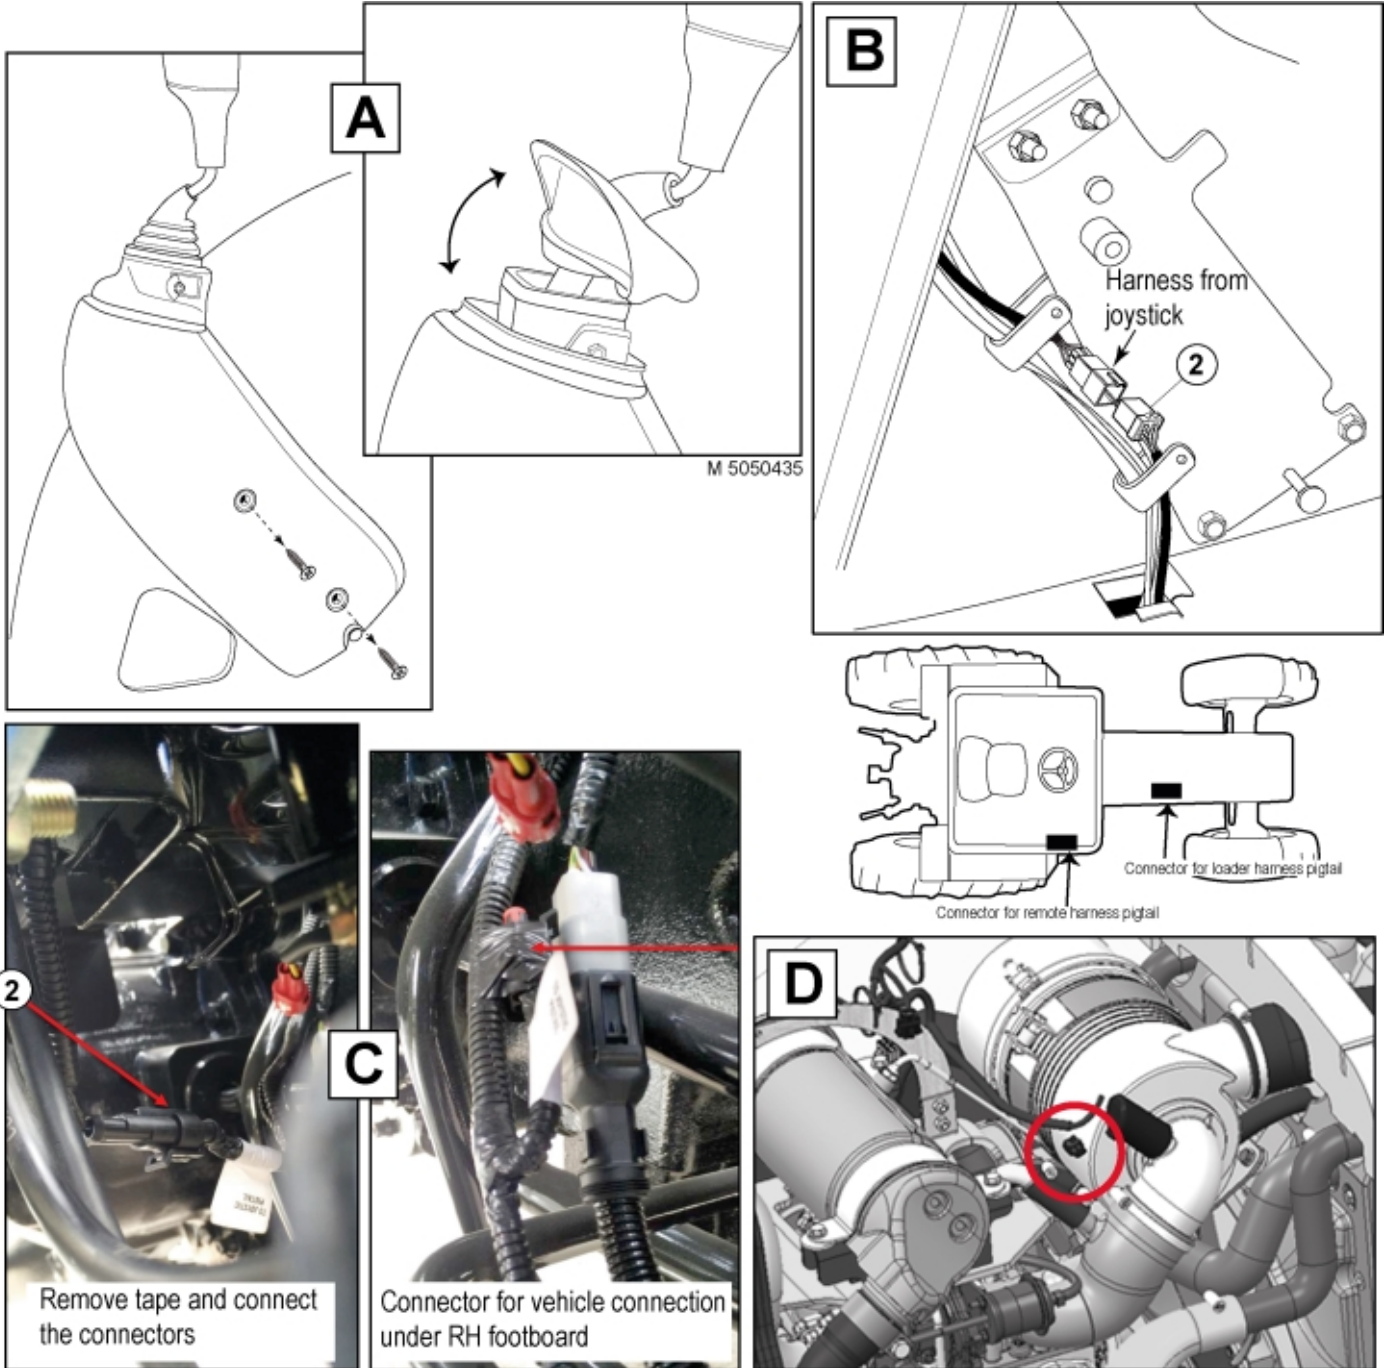 A
B
Harness from
joystick
2
M 5050435
Connector for loader harness pigtail
Connector for remote harness pigtail
2
C
D
Remove tape and connect
the connectors
Connector for vehicle connection
under RH footboard